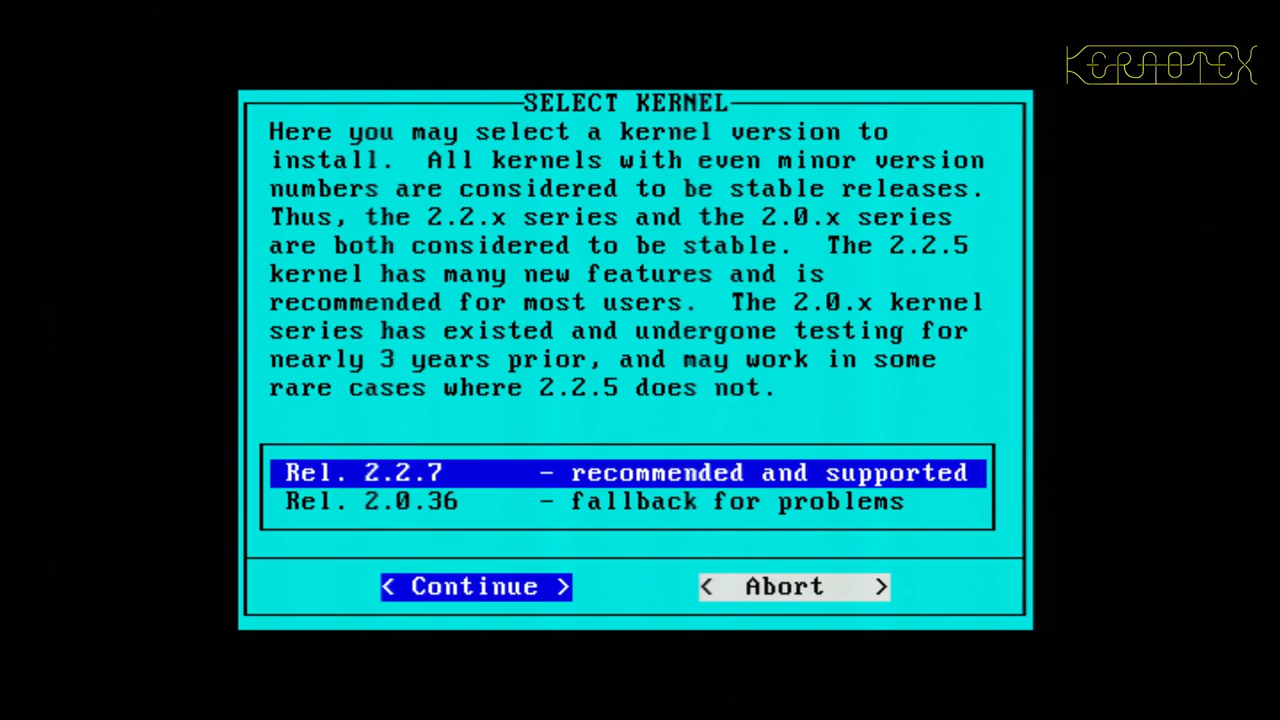 KERNOTEX
SELECT KERNEL
Here you may select a kernel version to
install.  All kernels with even minor version
numbers are considered to be stable releases.
Thus, the 2.2.x series and the 2.0.x series
are both considered to be stable.  The 2.2.5
kernel has many new features and is
recommended for most users.  The 2.0.x kernel
series has existed and undergone testing for
nearly 3 years prior, and may work in some
rare cases where 2.2.5 does not.
Rel. 2.2.7      - recommended and supported
Rel. 2.0.36     - fallback for problems
< Continue >
<  Abort   >